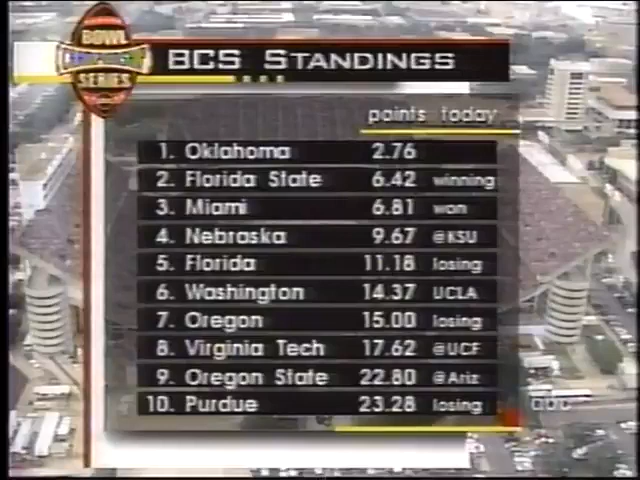 BOWL
SERIES
BCS STANDINGS
points today
1. Oklahoma 2.76
2. Florida State 6.42 winning
3. Miami 6.81 won
4. Nebraska 9.67 @KSU
5. Florida 11.18 losing
6. Washington 14.37 UCLA
7. Oregon 15.00 losing
8. Virginia Tech 17.62 @UCF
9. Oregon State 22.80 @Ariz
10. Purdue 23.28 losing
abc